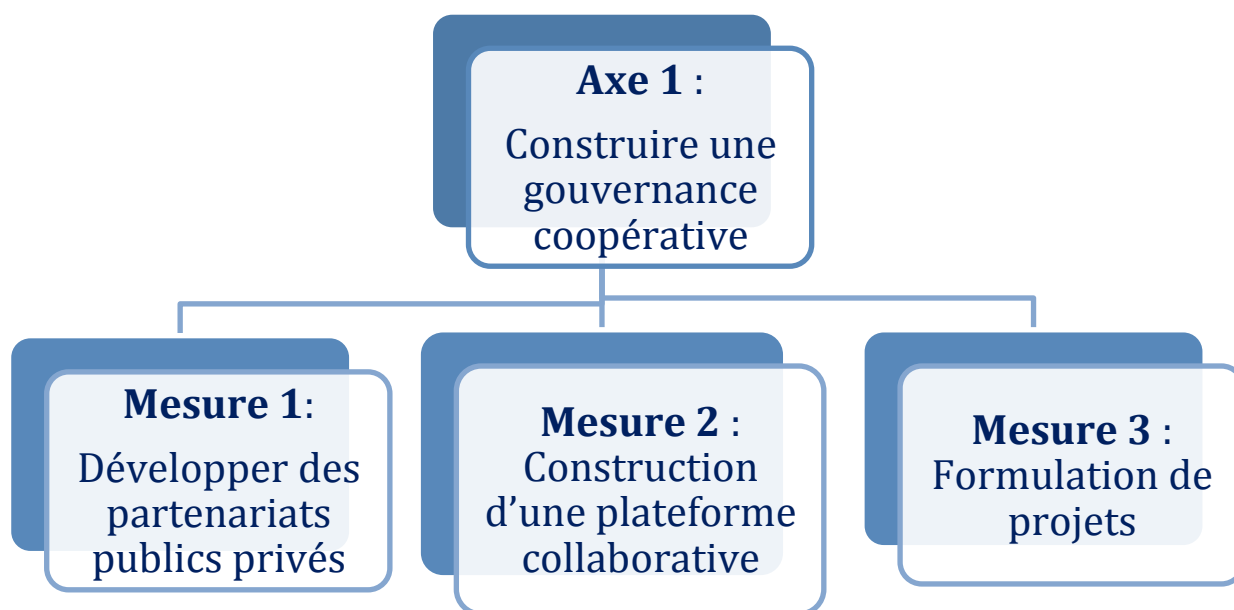 Axe 1 :
Construire une
gouvernance
coopérative
Mesure 1:
Développer des
partenariats
publics privés
Mesure 2 :
Construction
d’une plateforme
collaborative
Mesure 3 :
Formulation de
projets